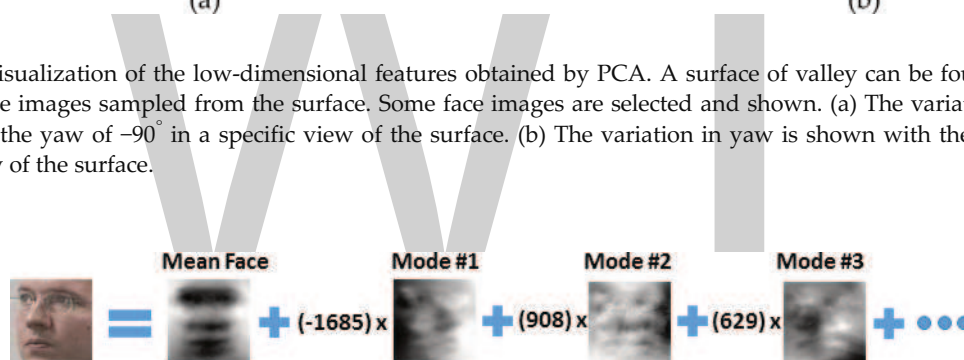 (a) (b)
isualization of the low-dimensional features obtained by PCA. A surface of valley can be fou
e images sampled from the surface. Some face images are selected and shown. (a) The varia
the yaw of −90° in a specific view of the surface. (b) The variation in yaw is shown with the
of the surface.
Mean Face Mode #1 Mode #2 Mode #3
= + (-1685) x + (908) x + (629) x + •••
W I